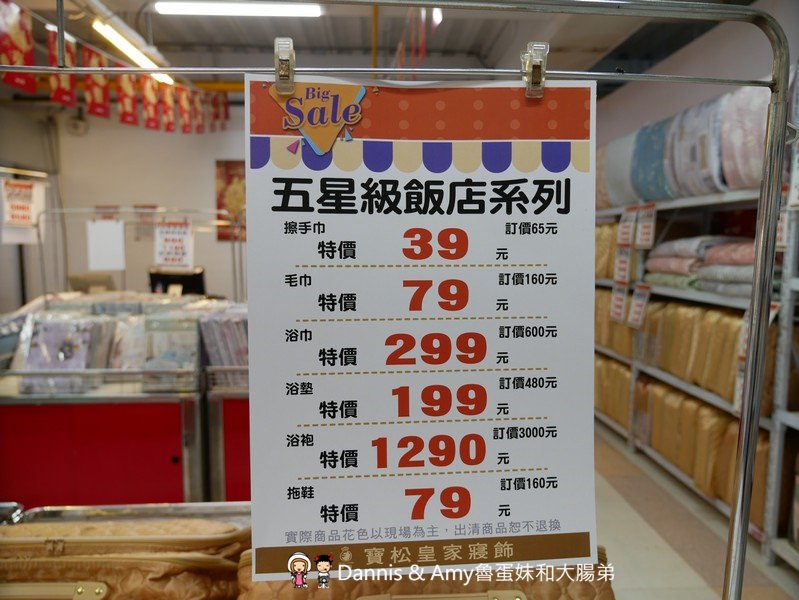 Big
Sale
五星級飯店系列
擦手巾 訂價65元
特價 39 元
毛巾 訂價160元
特價 79 元
浴巾 訂價600元
特價 299 元
浴墊 訂價480元
特價 199 元
浴袍 訂價3000元
特價 1290 元
拖鞋 訂價160元
特價 79 元
實際商品花色以現場為主，出清商品恕不退換
寶松皇家寢飾
Dannis & Amy魯蛋妹和大腸弟